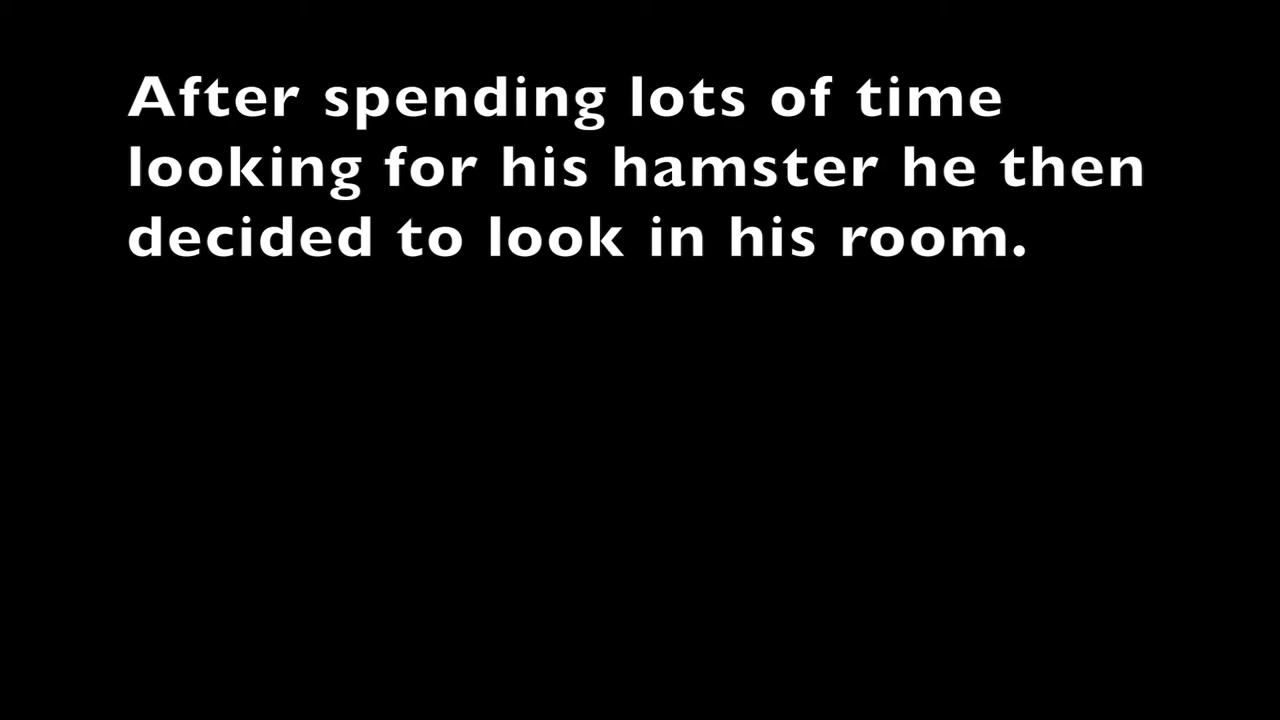 After spending lots of time
looking for his hamster he then
decided to look in his room.